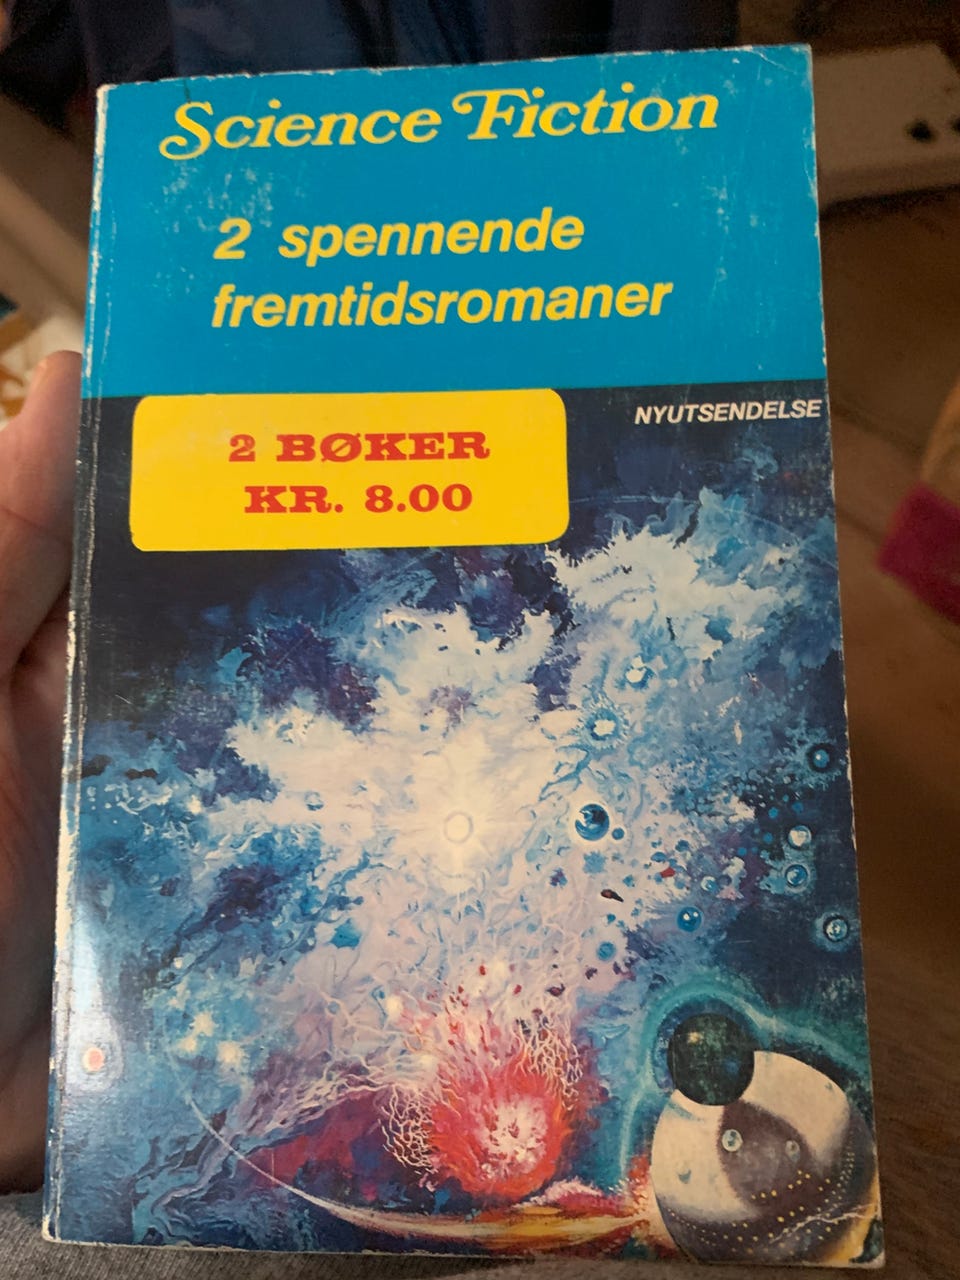 Science Fiction
2 spennende
fremtidsromaner
NYUTSENDELSE
2 BØKER
KR. 8.00